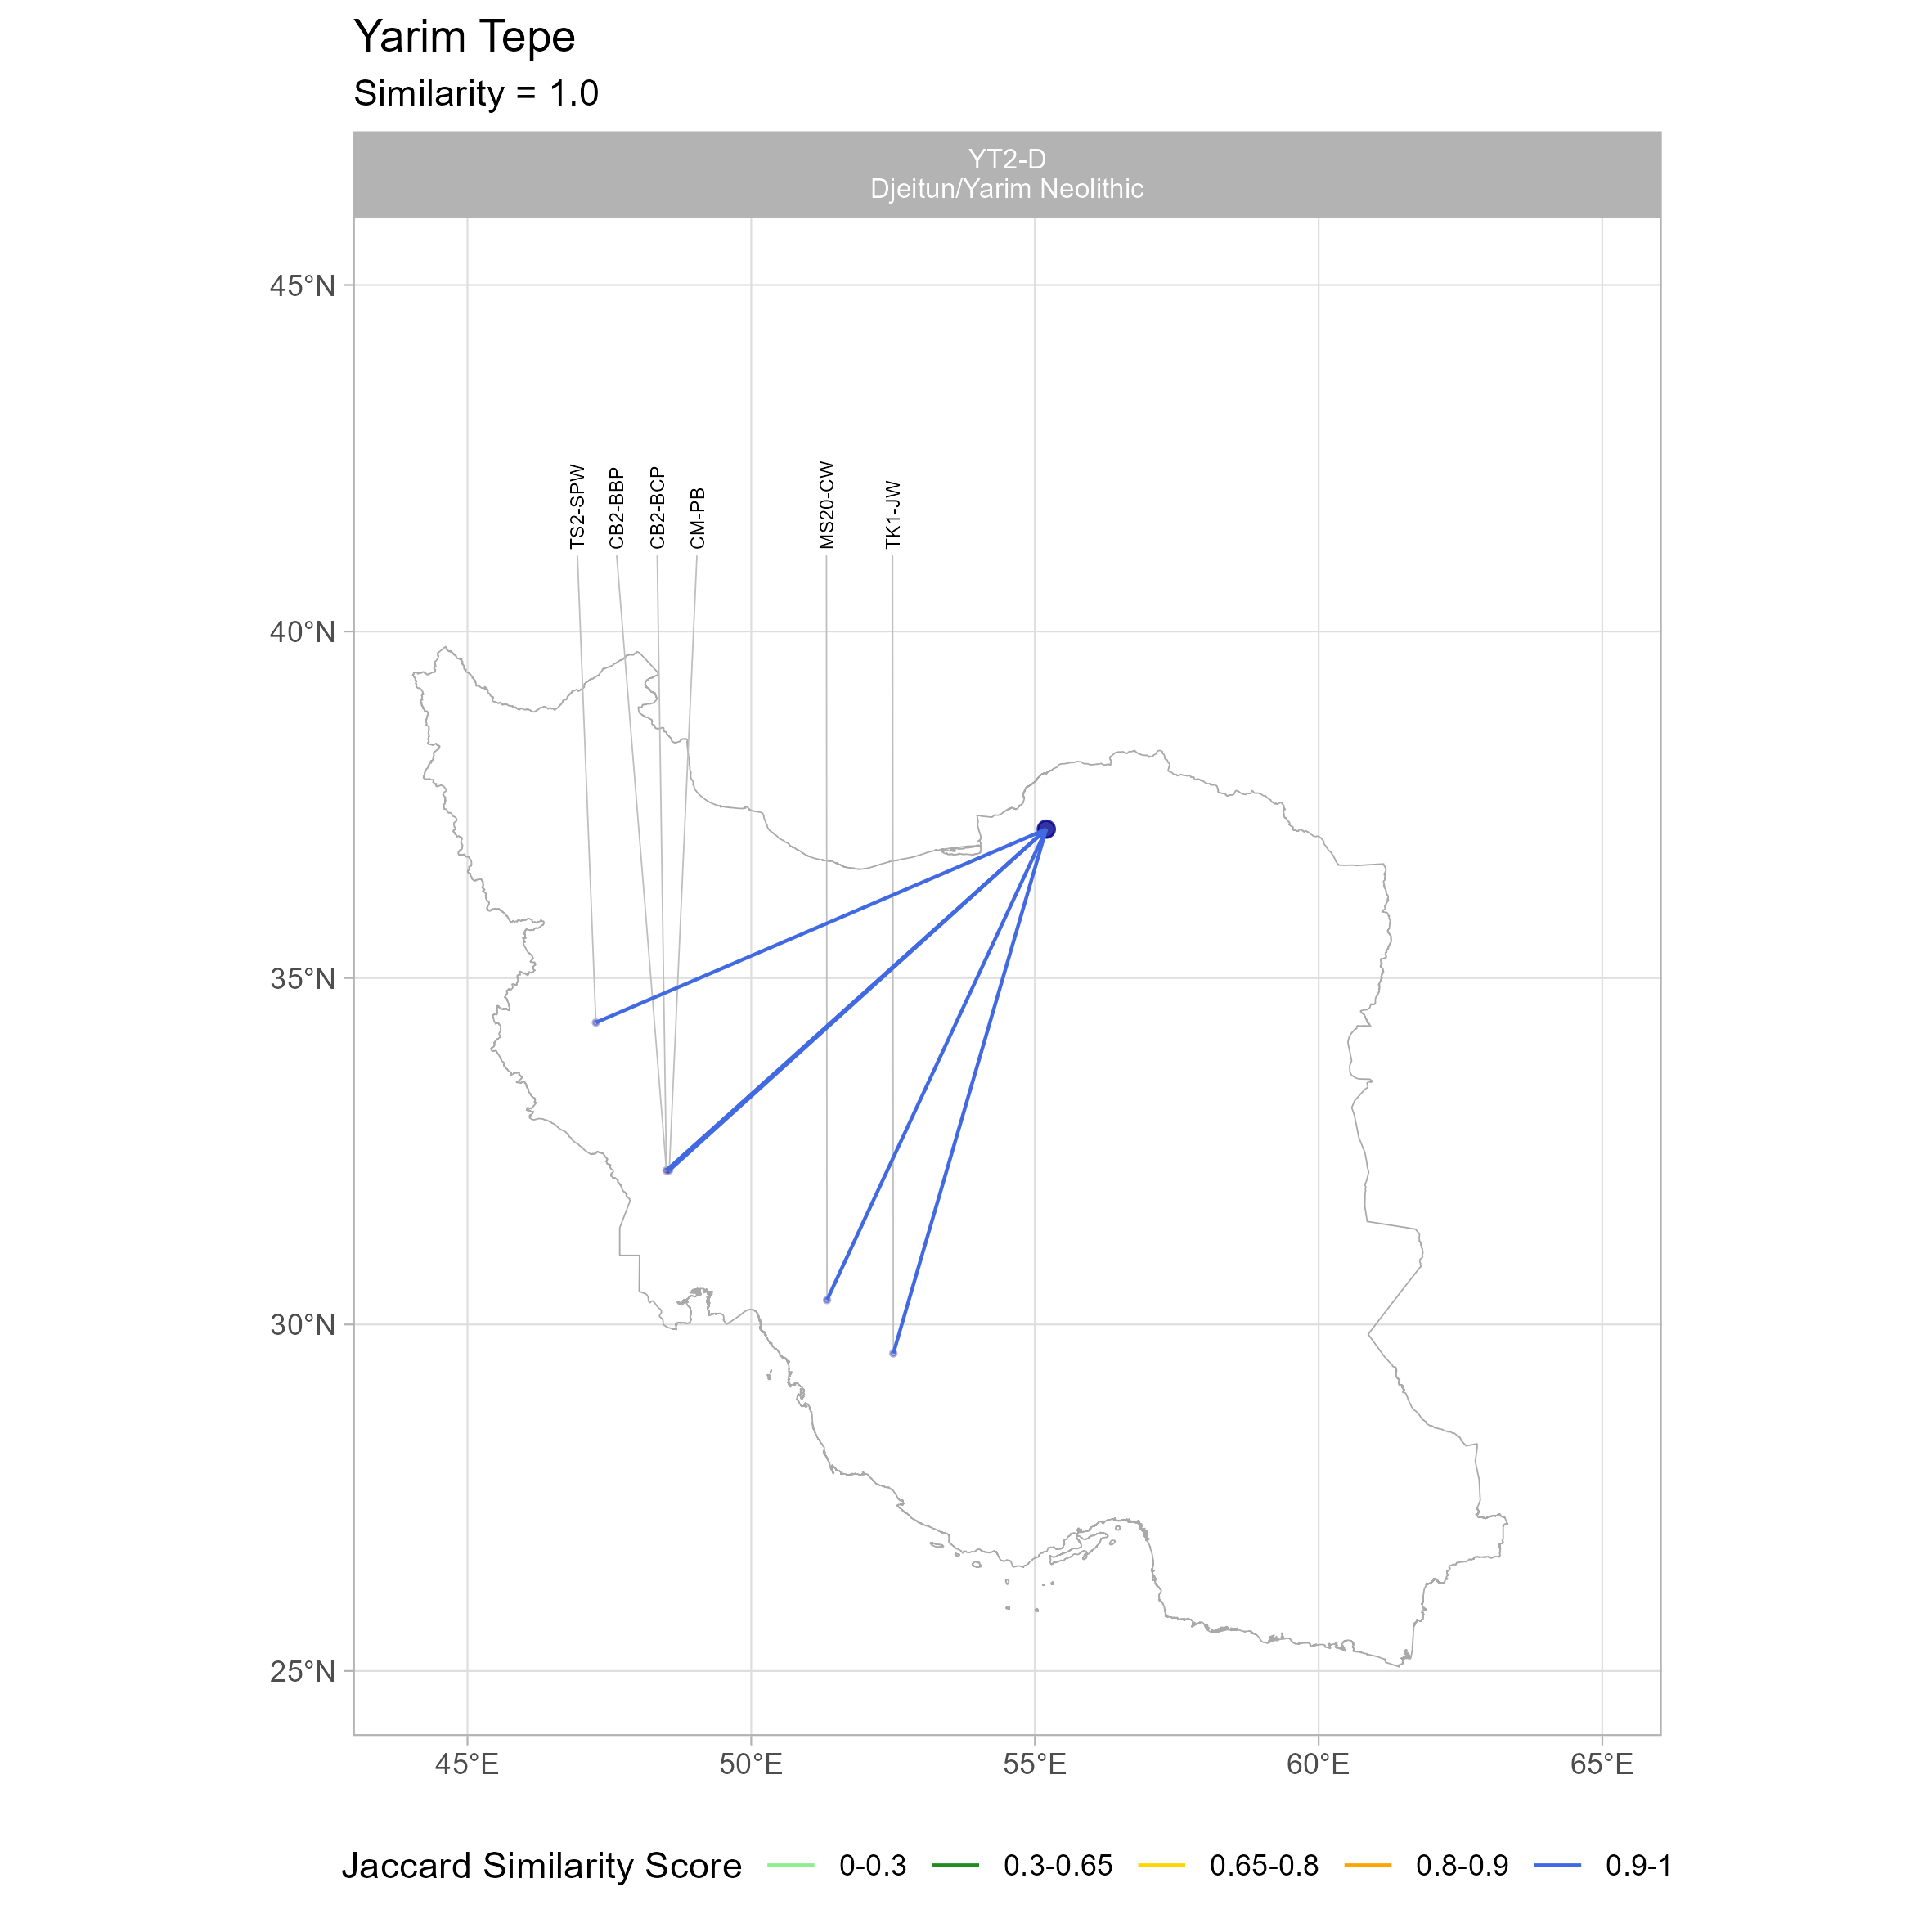 Yarim Tepe
Similarity = 1.0
YT2-D
Djeitun/Yarim Neolithic
45°N
40°N
35°N
30°N
25°N
TS2-SPW
CB2-BBP
CB2-BCP
CM-PB
MS20-CW
TK1-JW
45°E
50°E
55°E
60°E
65°E
Jaccard Similarity Score 0-0.3 0.3-0.65 0.65-0.8 0.8-0.9 0.9-1